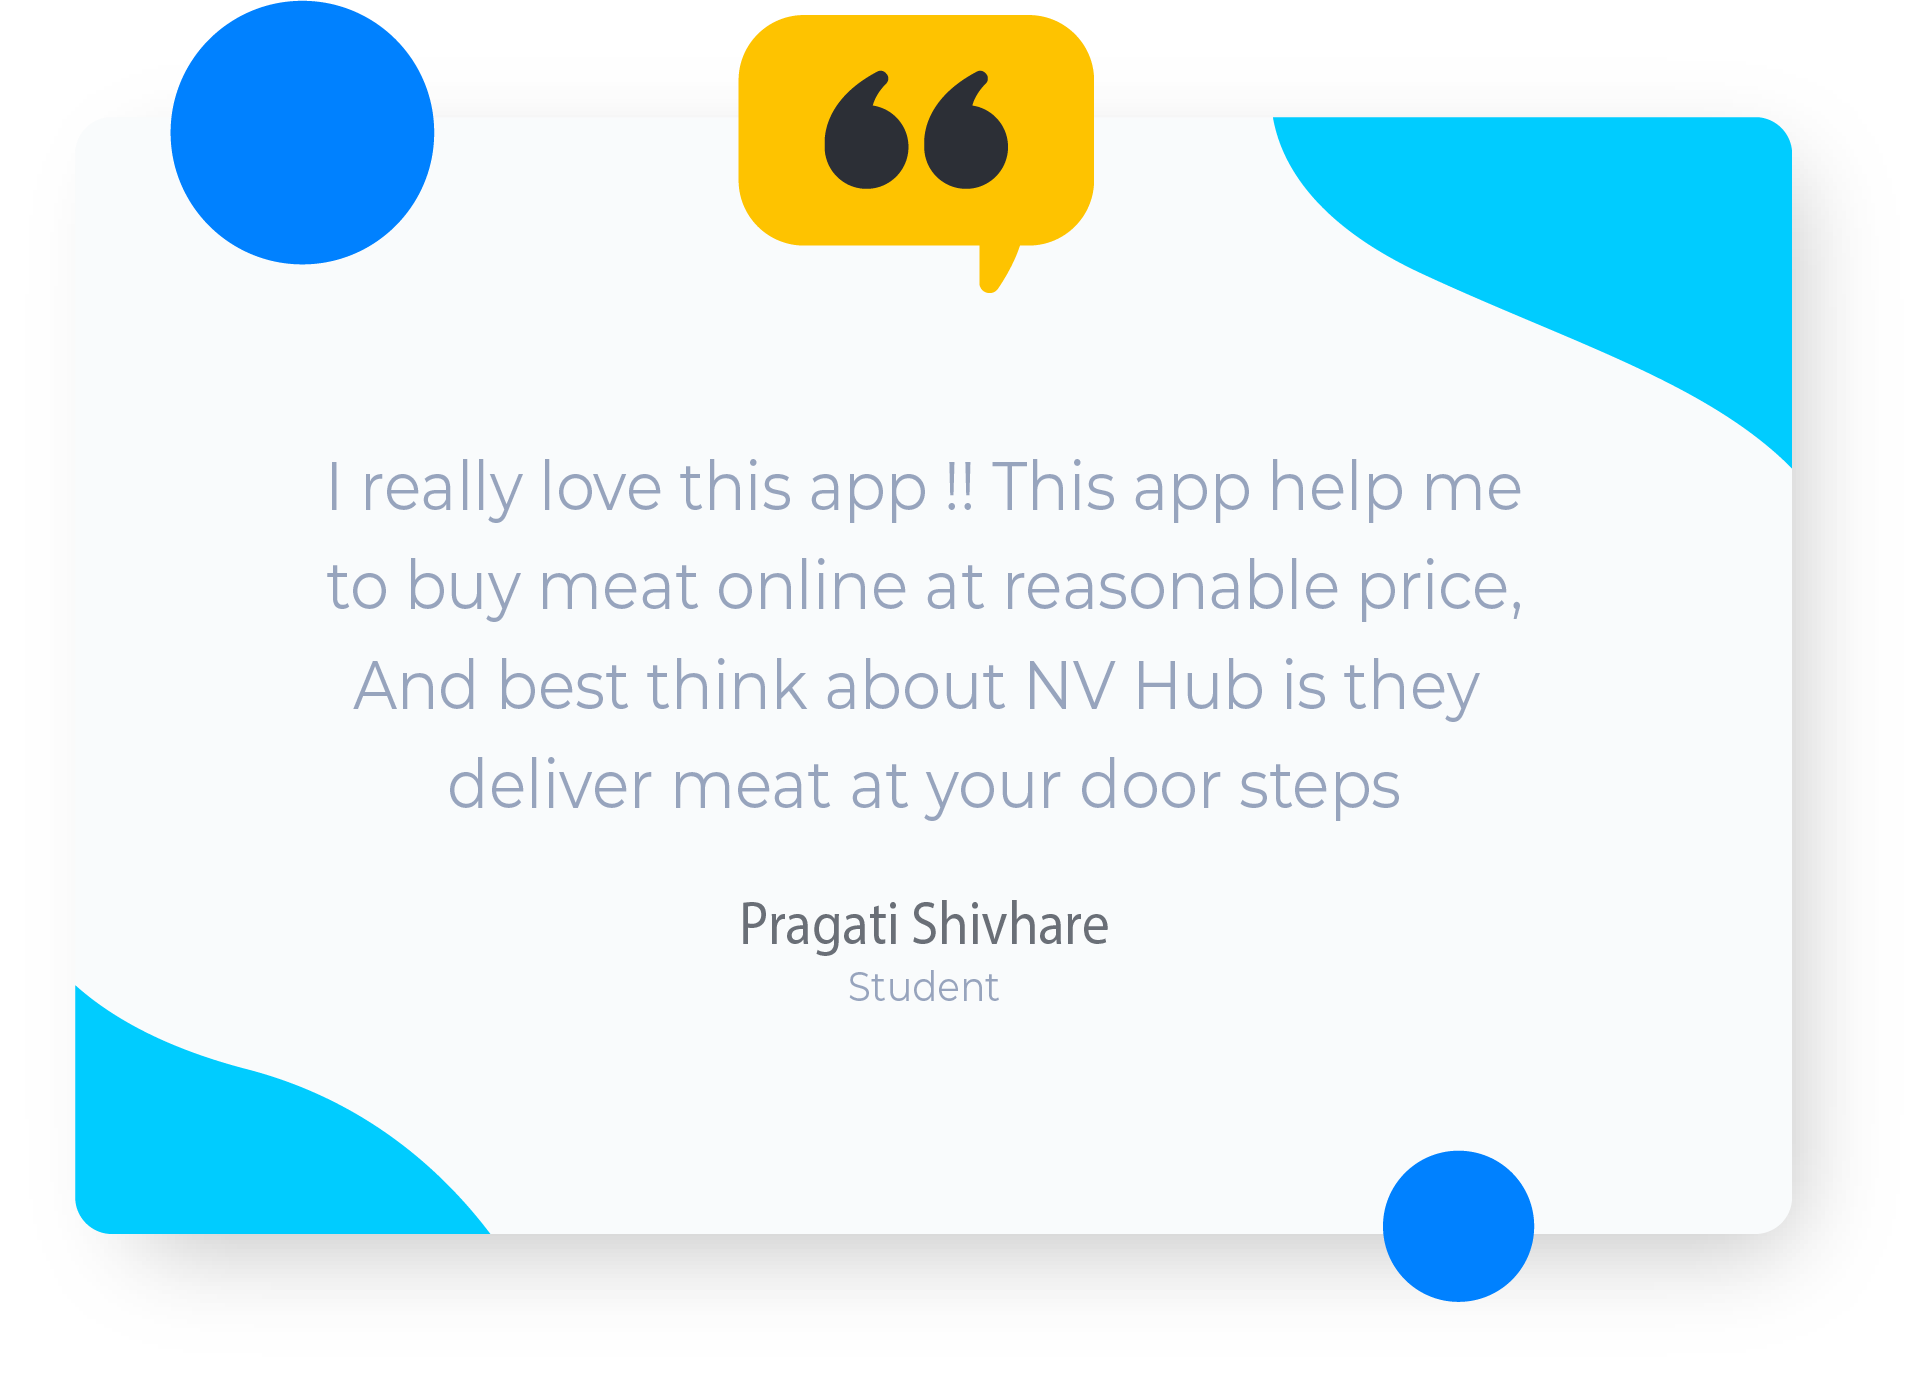 I really love this app !! This app help me
to buy meat online at reasonable price,
And best think about NV Hub is they
deliver meat at your door steps
Pragati Shivhare
Student